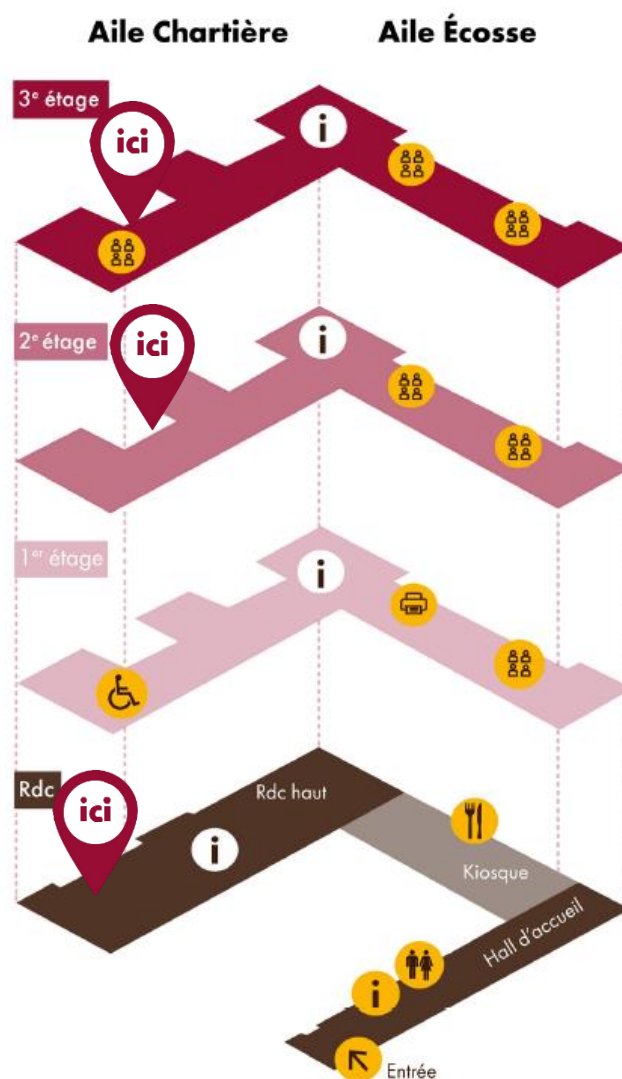 Aile Chartière Aile Écosse
3e étage
ici
i
2e étage
ici
i
1er étage
i
Rdc
ici
Rdc haut
i
Kiosque
Hall d'accueil
i
Entrée